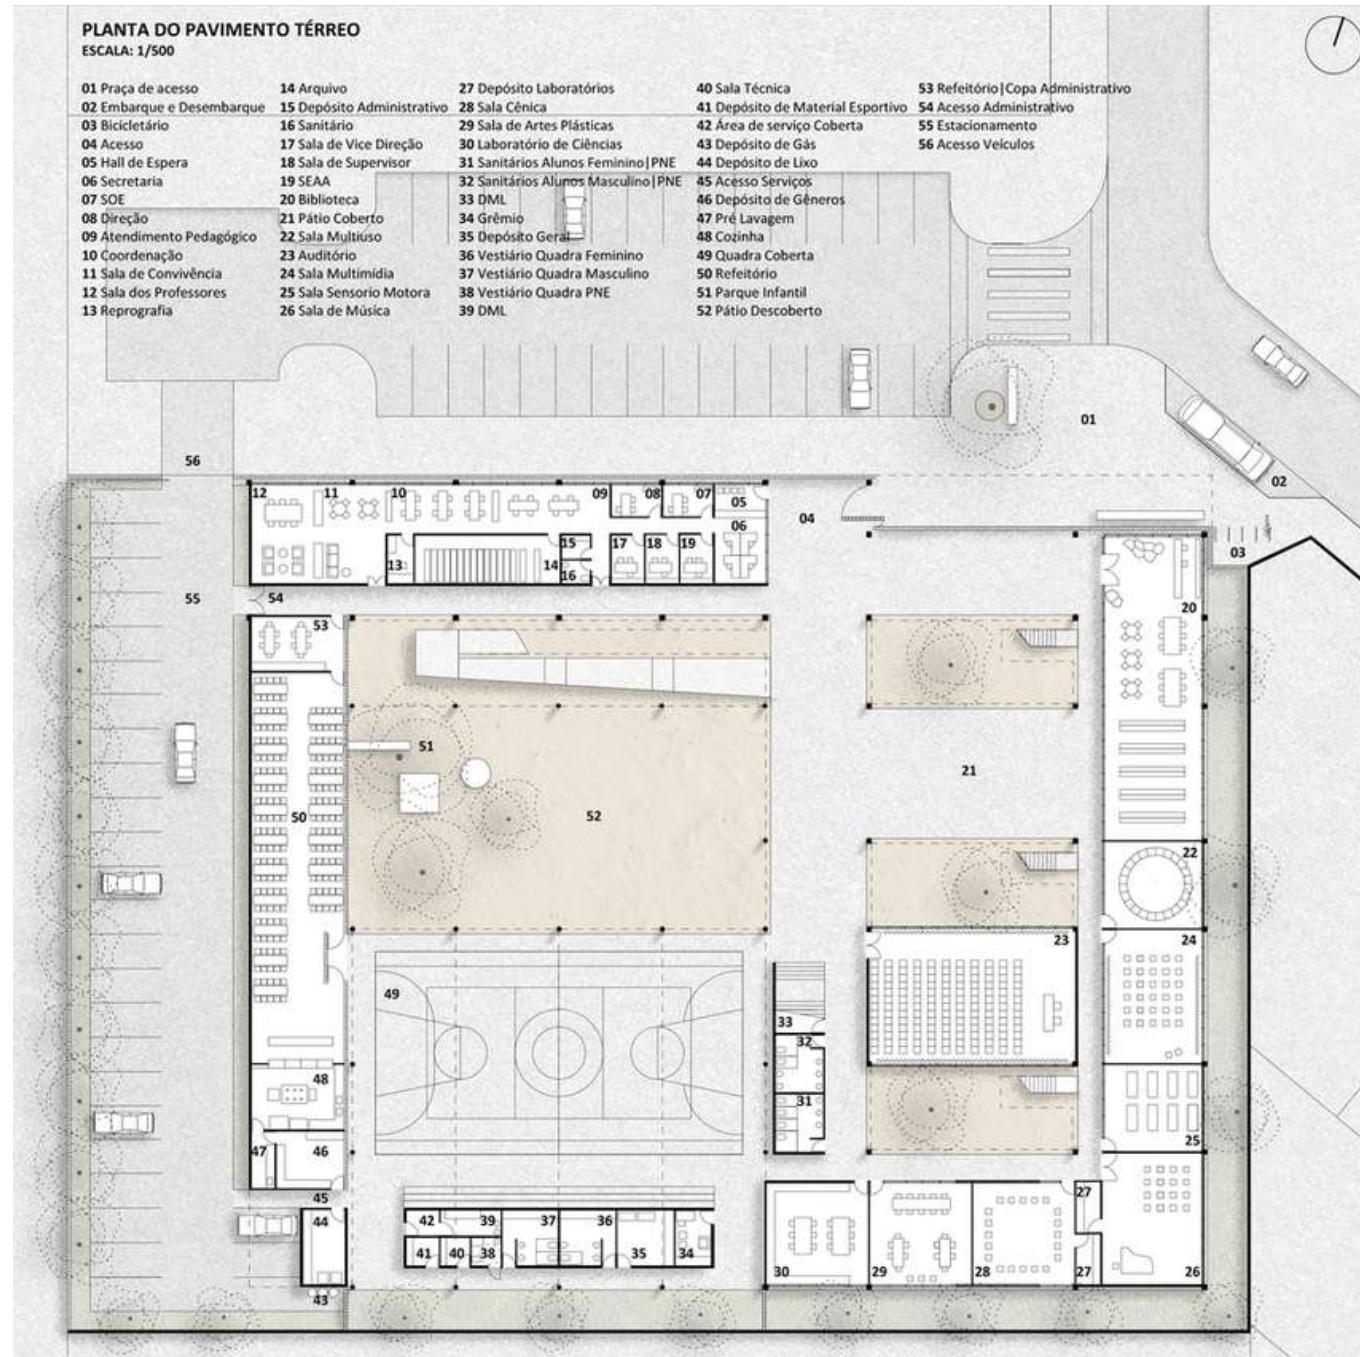 PLANTA DO PAVIMENTO TÉRREO
ESCALA: 1/500
01 Praça de acesso
02 Embarque e Desembarque
03 Bicicletário
04 Acesso
05 Hall de Espera
06 Secretaria
07 SOE
08 Direção
09 Atendimento Pedagógico
10 Coordenação
11 Sala de Convivência
12 Sala dos Professores
13 Reprografia
14 Arquivo
15 Depósito Administrativo
16 Sanitário
17 Sala de Vice Direção
18 Sala de Supervisor
19 SEAA
20 Biblioteca
21 Pátio Coberto
22 Sala Multiuso
23 Auditório
24 Sala Multimídia
25 Sala Sensorio Motora
26 Sala de Música
27 Depósito Laboratórios
28 Sala Cênica
29 Sala de Artes Plásticas
30 Laboratório de Ciências
31 Sanitários Alunos Feminino|PNE
32 Sanitários Alunos Masculino|PNE
33 DML
34 Grêmio
35 Depósito Geral
36 Vestiário Quadra Feminino
37 Vestiário Quadra Masculino
38 Vestiário Quadra PNE
39 DML
40 Sala Técnica
41 Depósito de Material Esportivo
42 Área de serviço Coberta
43 Depósito de Gás
44 Depósito de Lixo
45 Acesso Serviços
46 Depósito de Gêneros
47 Pré Lavagem
48 Cozinha
49 Quadra Coberta
50 Refeitório
51 Parque Infantil
52 Pátio Descoberto
53 Refeitório|Copa Administrativo
54 Acesso Administrativo
55 Estacionamento
56 Acesso Veículos
01
56
02
12 11 10 09 08 07
05
04
06
03
13 14 15 17 18 19
16
55 54
20
53
51
21
50
52
22
23 24
49
33
32
48
31
25
47 46
27
45
44 42 39 37 36
41 40 38 35 34
30 29 28 27 26
43